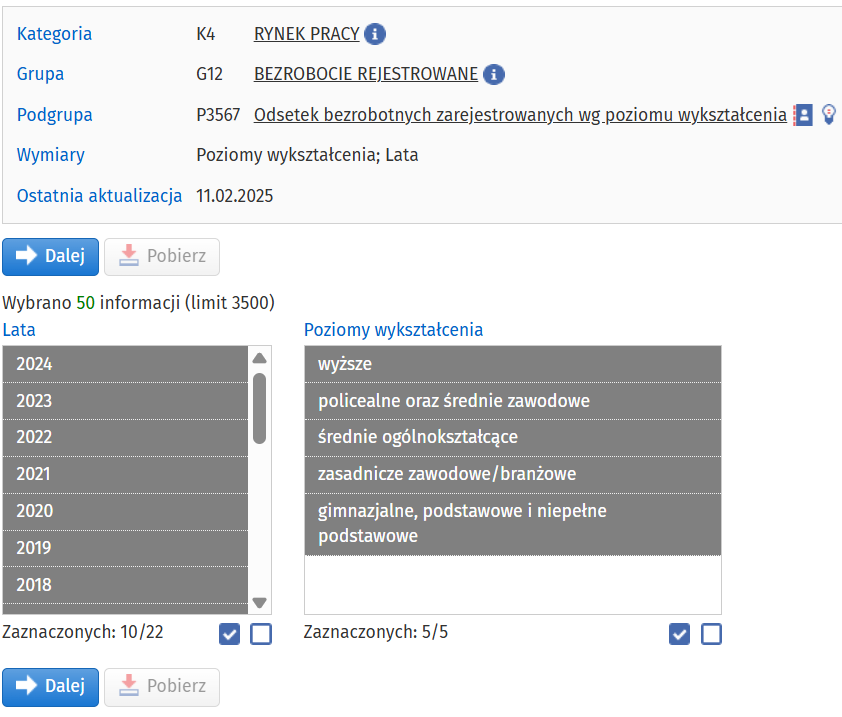 Kategoria K4 RYNEK PRACY
Grupa G12 BEZROBOCIE REJESTROWANE
Podgrupa P3567 Odsetek bezrobotnych zarejestrowanych wg poziomu wykształcenia
Wymiary Poziomy wykształcenia; Lata
Ostatnia aktualizacja 11.02.2025
Dalej Pobierz
Wybrano 50 informacji (limit 3500)
Lata Poziomy wykształcenia
2024 wyższe
2023 policealne oraz średnie zawodowe
2022 średnie ogólnokształcące
2021 zasadnicze zawodowe/branżowe
2020 gimnazjalne, podstawowe i niepełne
podstawowe
2019
2018
Zaznaczonych: 10/22 Zaznaczonych: 5/5
Dalej Pobierz